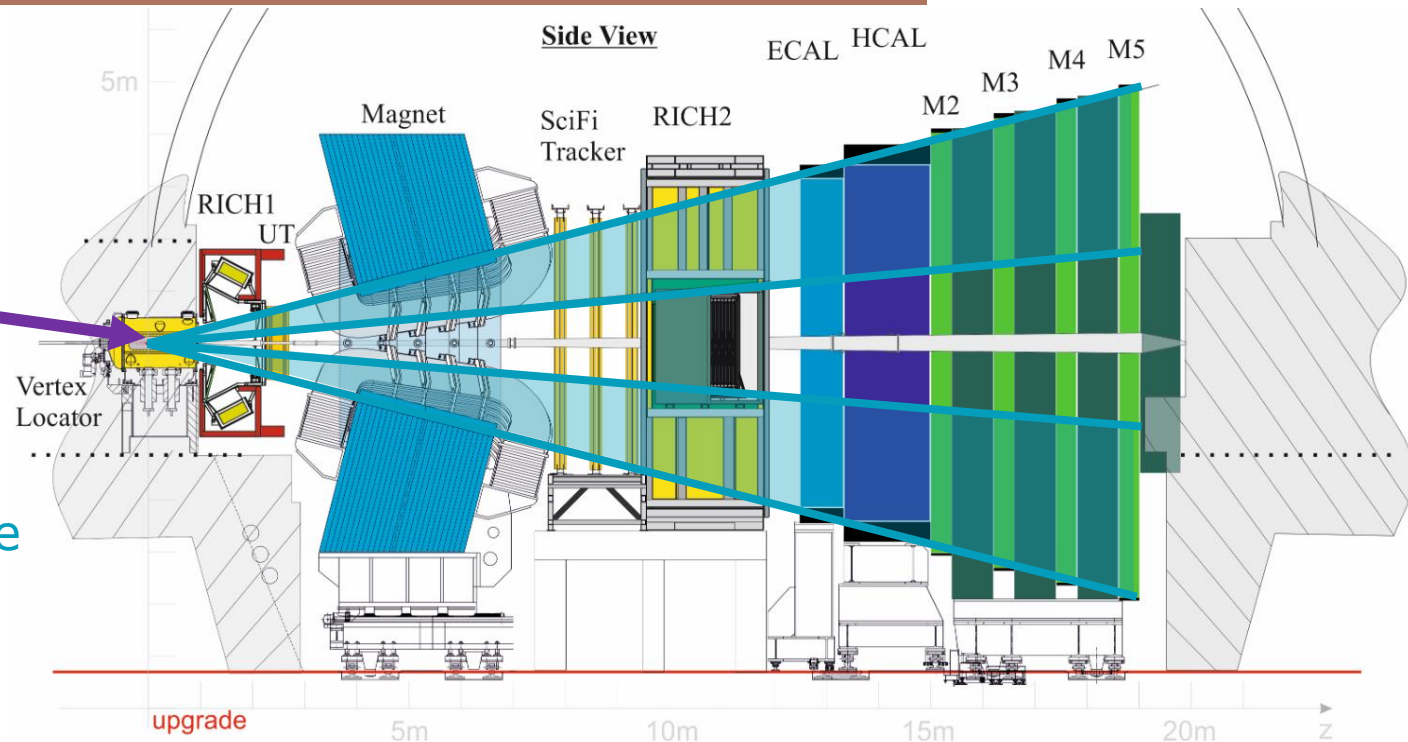 Side View
ECAL
HCAL
M2
M3
M4
M5
5m
Magnet
SciFi
Tracker
RICH2
RICH1
UT
Vertex
Locator
e
upgrade
5m
10m
15m
20m
z